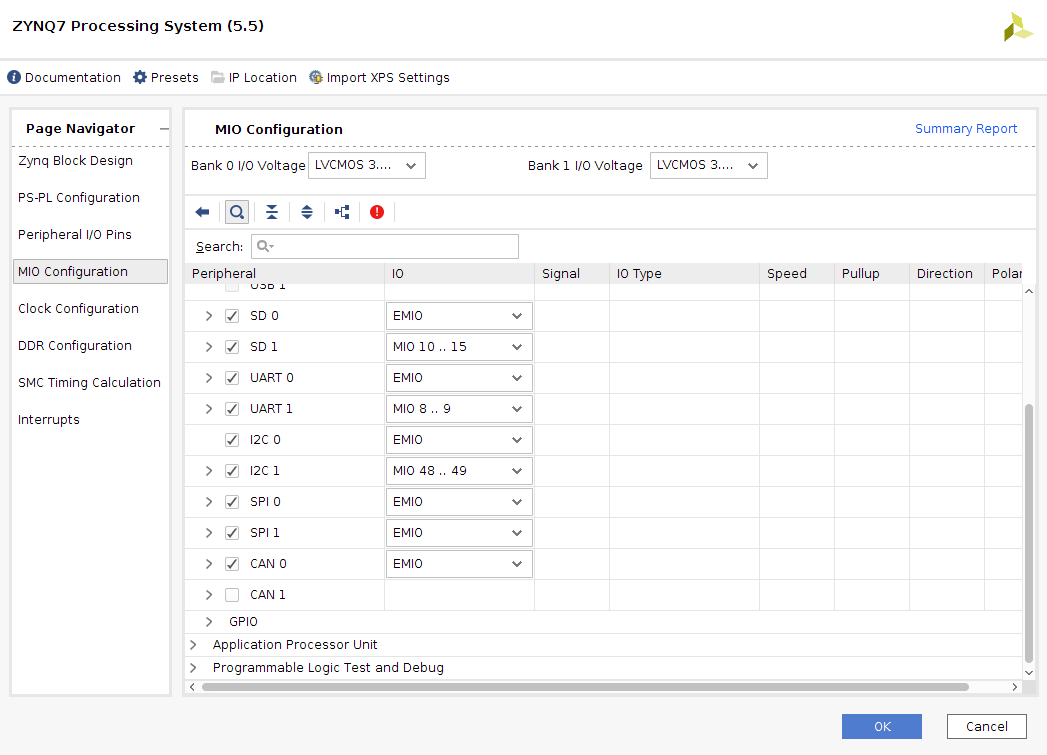 ZYNQ7 Processing System (5.5)
Documentation Presets IP Location Import XPS Settings
Page Navigator
Zynq Block Design
PS-PL Configuration
Peripheral I/O Pins
MIO Configuration
Clock Configuration
DDR Configuration
SMC Timing Calculation
Interrupts
MIO Configuration Summary Report
Bank 0 I/O Voltage LVCMOS 3.... Bank 1 I/O Voltage LVCMOS 3....
Search:
Peripheral IO Signal IO Type Speed Pullup Direction Polar
USB 1
SD 0 EMIO
SD 1 MIO 10 .. 15
UART 0 EMIO
UART 1 MIO 8 .. 9
I2C 0 EMIO
I2C 1 MIO 48 .. 49
SPI 0 EMIO
SPI 1 EMIO
CAN 0 EMIO
CAN 1
GPIO
Application Processor Unit
Programmable Logic Test and Debug
OK Cancel